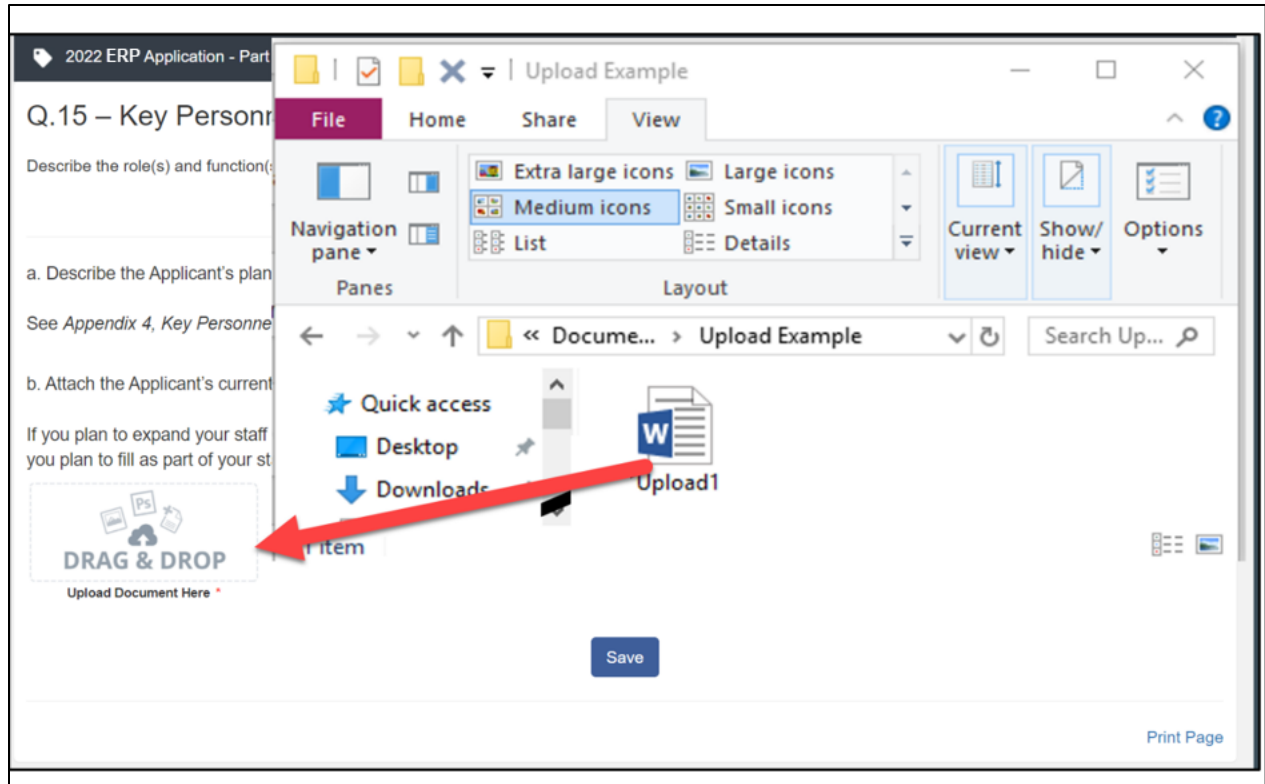 2022 ERP Application - Part
Q.15 – Key Personn
Describe the role(s) and function(
a. Describe the Applicant's plan
See Appendix 4, Key Personne
b. Attach the Applicant's current
If you plan to expand your staff
you plan to fill as part of your st
Ps
DRAG & DROP
Upload Document Here *
Upload Example
File Home Share View
Navigation pane
Extra large icons Large icons
Medium icons Small icons
List Details
Current view
Show/ hide
Options
Panes Layout
« Docume... > Upload Example
Search Up...
Quick access
Desktop
Downloads
W
Upload1
item
Save
Print Page